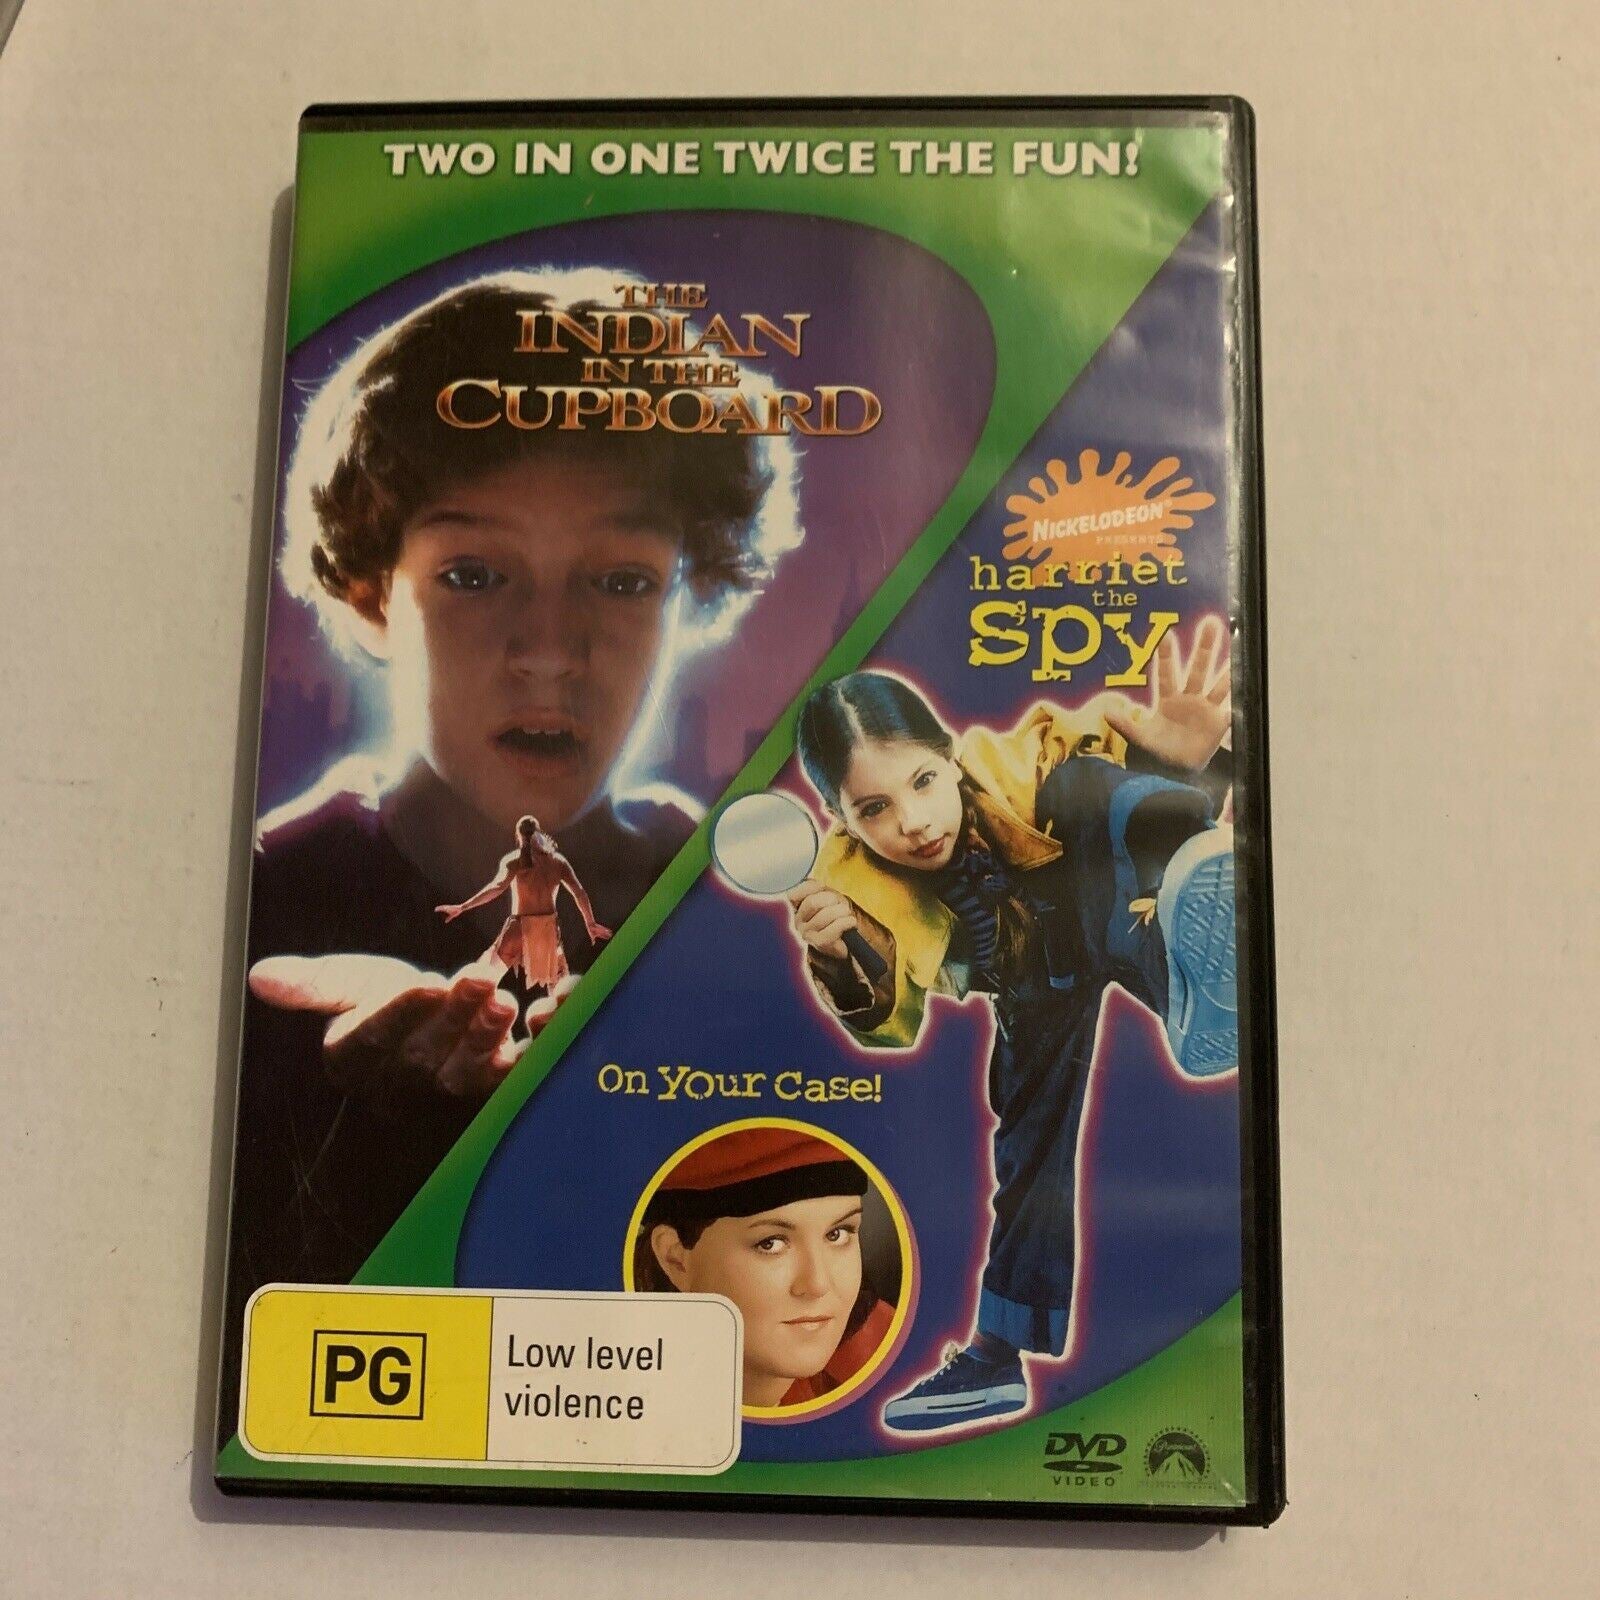 TWO IN ONE TWICE THE FUN!
THE
INDIAN
IN THE
CUPBOARD
NICKELODEON
PRESENTS
harriet
the
spy
On Your Case!
PG
Low level
violence
DVD
VIDEO
Paramount